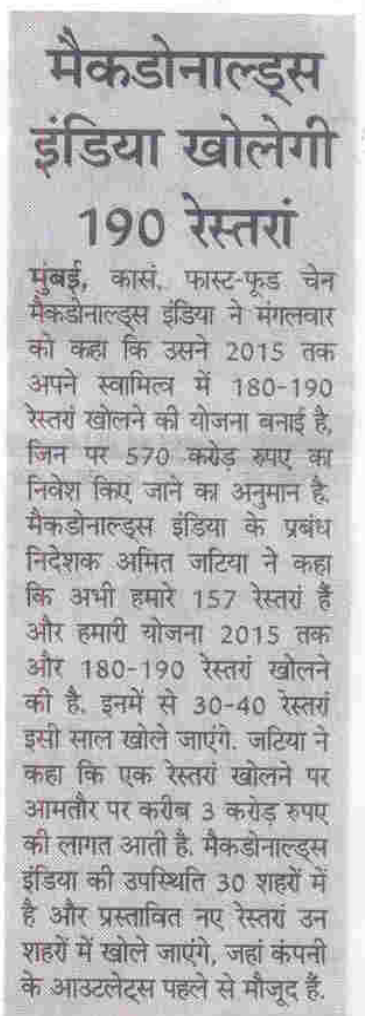 मैकडोनाल्ड्स
इंडिया खोलेगी
190 रेस्तरां
मुंबई, कासं. फास्ट-फूड चेन
मैकडोनाल्ड्स इंडिया ने मंगलवार
को कहा कि उसने 2015 तक
अपने स्वामित्व में 180-190
रेस्तरां खोलने की योजना बनाई है,
जिन पर 570 करोड़ रुपए का
निवेश किए जाने का अनुमान है.
मैकडोनाल्ड्स इंडिया के प्रबंध
निदेशक अमित जटिया ने कहा
कि अभी हमारे 157 रेस्तरां हैं
और हमारी योजना 2015 तक
और 180-190 रेस्तरां खोलने
की है. इनमें से 30-40 रेस्तरां
इसी साल खोले जाएंगे. जटिया ने
कहा कि एक रेस्तरां खोलने पर
आमतौर पर करीब 3 करोड़ रुपए
की लागत आती है. मैकडोनाल्ड्स
इंडिया की उपस्थिति 30 शहरों में
है और प्रस्तावित नए रेस्तरां उन
शहरों में खोले जाएंगे, जहां कंपनी
के आउटलेट्स पहले से मौजूद हैं.